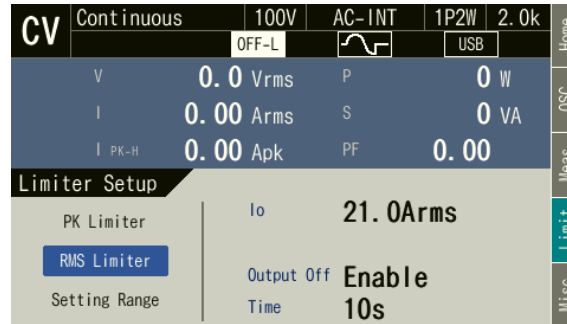 CV Continuous 100V AC-INT 1P2W 2.0k
OFF-L USB
V 0.0 Vrms P 0 W
I 0.00 Arms S 0 VA
I PK-H 0.00 Apk PF 0.00
Limiter Setup
PK Limiter
RMS Limiter
Setting Range
Io 21.0Arms
Output Off Enable
Time 10s
Home
OSC
Meas
Limit
Misc